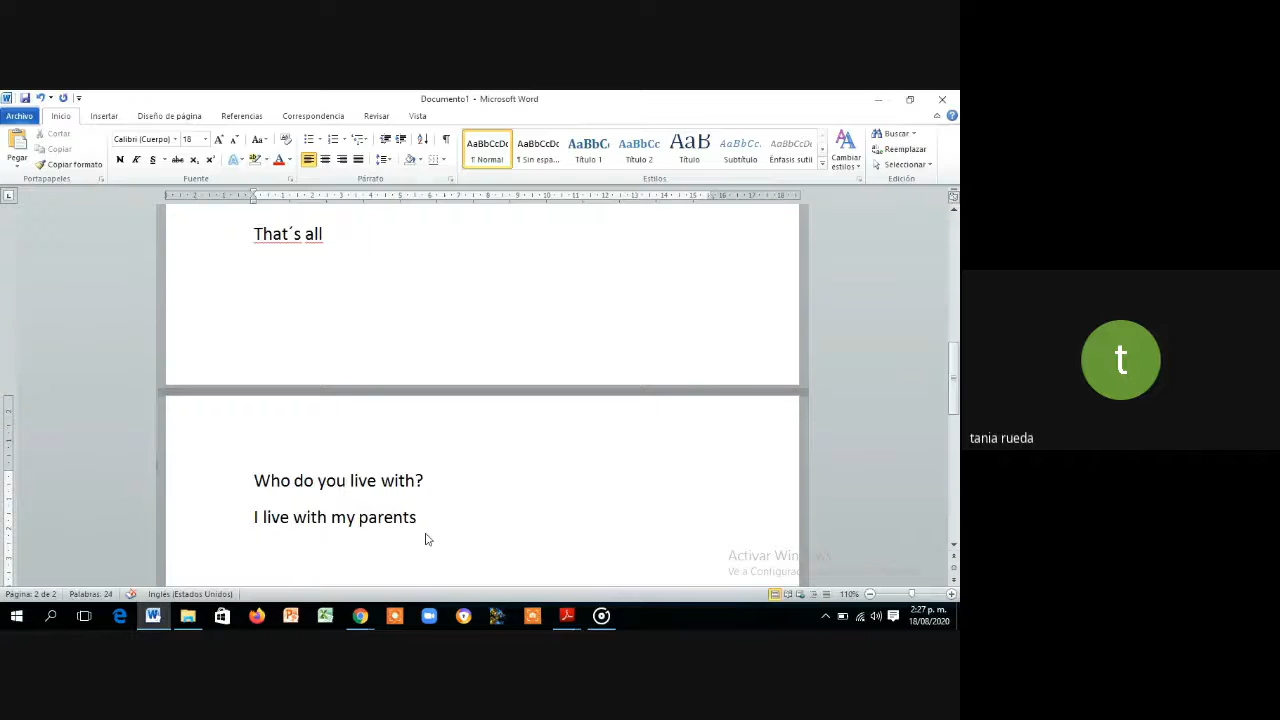 Documento1 - Microsoft Word
Archivo Inicio Insertar Diseño de página Referencias Correspondencia Revisar Vista
Pegar
Cortar
Copiar
Copiar formato
Portapapeles
Calibri (Cuerpo) 18
Fuente
Párrafo
AaBbCcDc AaBbCcDc AaBbC AaBbCc AaB AaBbCc. AaBbCcDc
¶ Normal ¶ Sin espa... Título 1 Título 2 Título Subtítulo Énfasis sutil
Cambiar estilos
Estilos
Buscar
Reemplazar
Seleccionar
Edición
That´s all
Who do you live with?
I live with my parents
Activar Windows
Página: 2 de 2 Palabras: 24 Inglés (Estados Unidos) 110%
2:27 p. m.
18/08/2020
t
tania rueda